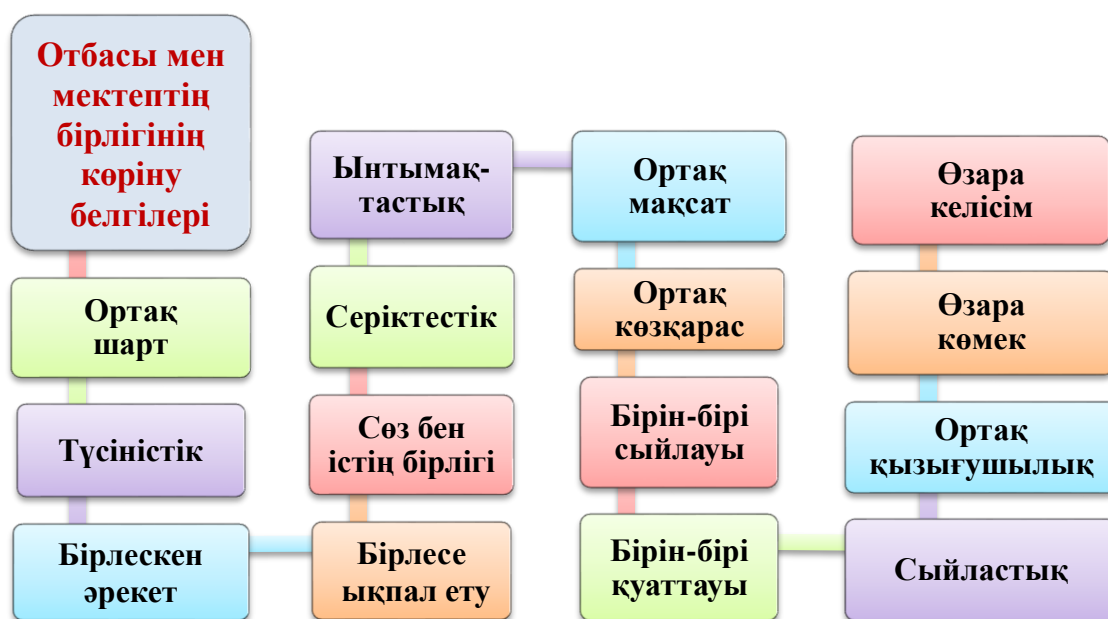 Отбасы мен
мектептің
бірлігінің
көріну
белгілері
Ортақ
шарт
Түсіністік
Бірлескен
әрекет
Бірлесе
ықпал ету
Сөз бен
істің бірлігі
Серіктестік
Ынтымақ-
тастық
Ортақ
мақсат
Ортақ
көзқарас
Бірін-бірі
сыйлауы
Бірін-бірі
қуаттауы
Сыйластық
Ортақ
қызығушылық
Өзара
көмек
Өзара
келісім